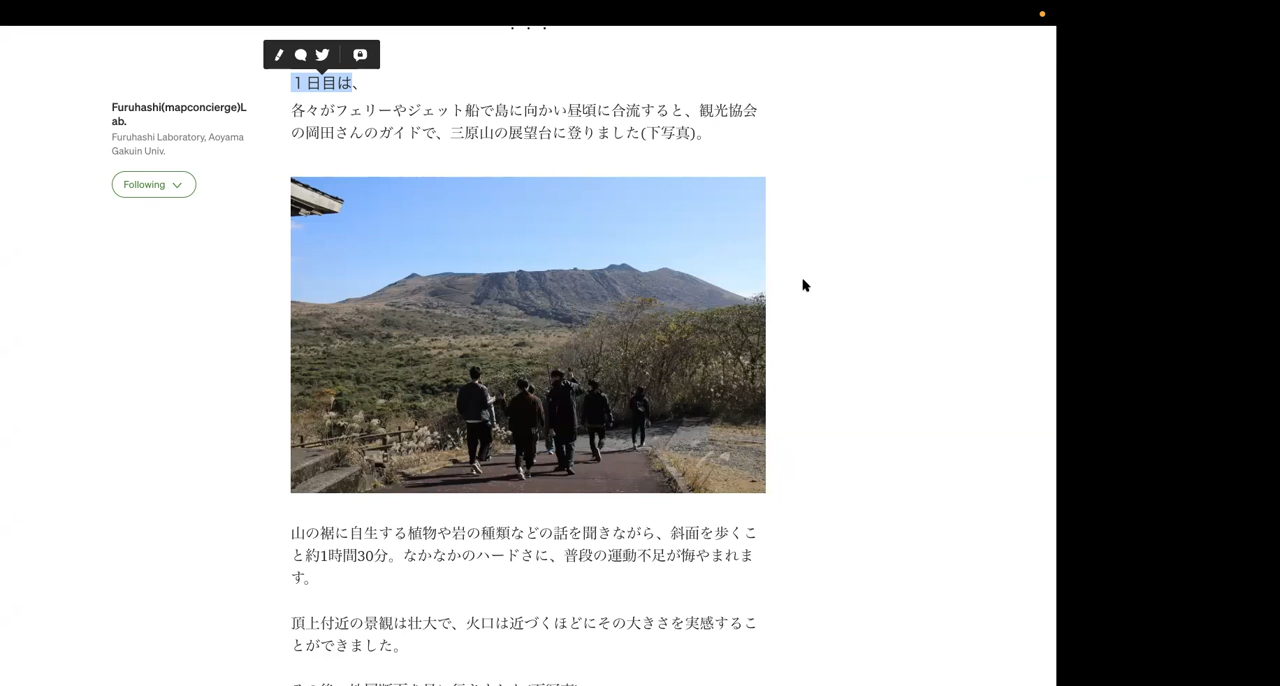 １日目は、
Furuhashi(mapconcierge)L
ab.
Furuhashi Laboratory, Aoyama
Gakuin Univ.
Following
各々がフェリーやジェット船で島に向かい昼頃に合流すると、観光協会
の岡田さんのガイドで、三原山の展望台に登りました(下写真)。
山の裾に自生する植物や岩の種類などの話を聞きながら、斜面を歩くこ
と約1時間30分。なかなかのハードさに、普段の運動不足が悔やまれま
す。
頂上付近の景観は壮大で、火口は近づくほどにその大きさを実感するこ
とができました。